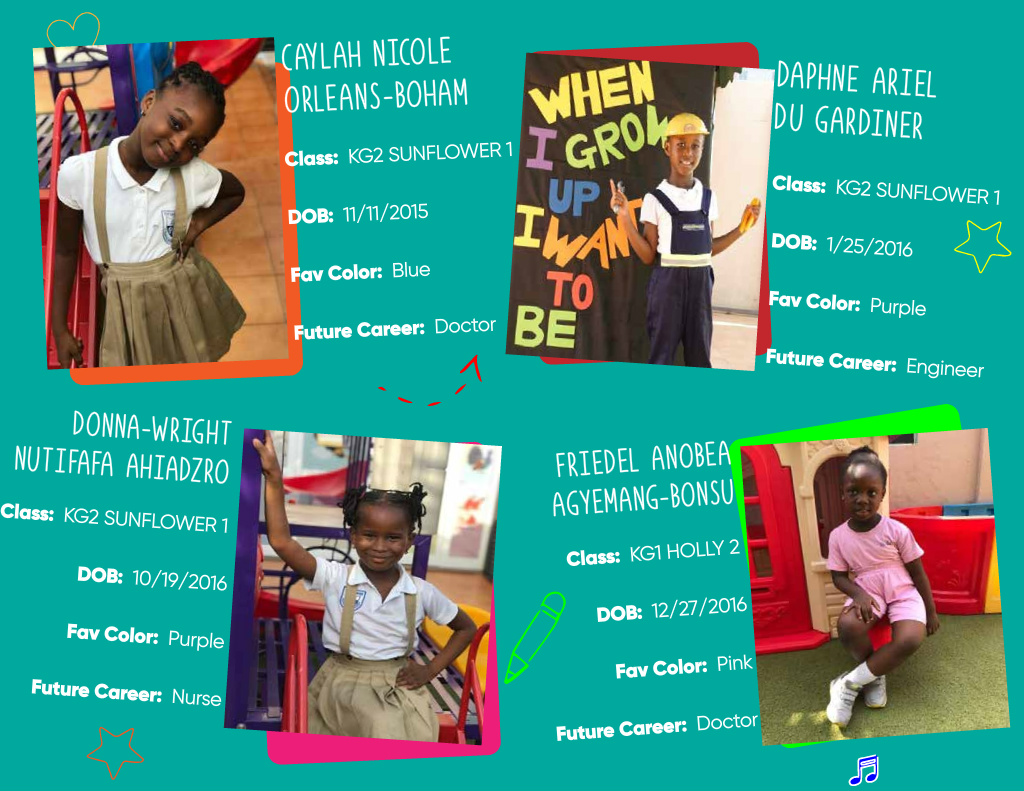 CAYLAH NICOLE
ORLEANS-BOHAM
Class: KG2 SUNFLOWER 1
DOB: 11/11/2015
Fav Color: Blue
Future Career: Doctor
WHEN
I GROW
UP
I WANT
TO
BE
DAPHNE ARIEL
DU GARDINER
Class: KG2 SUNFLOWER 1
DOB: 1/25/2016
Fav Color: Purple
Future Career: Engineer
DONNA-WRIGHT
NUTIFAFA AHIADZRO
Class: KG2 SUNFLOWER 1
DOB: 10/19/2016
Fav Color: Purple
Future Career: Nurse
FRIEDEL ANOBEA
AGYEMANG-BONSU
Class: KG1 HOLLY 2
DOB: 12/27/2016
Fav Color: Pink
Future Career: Doctor